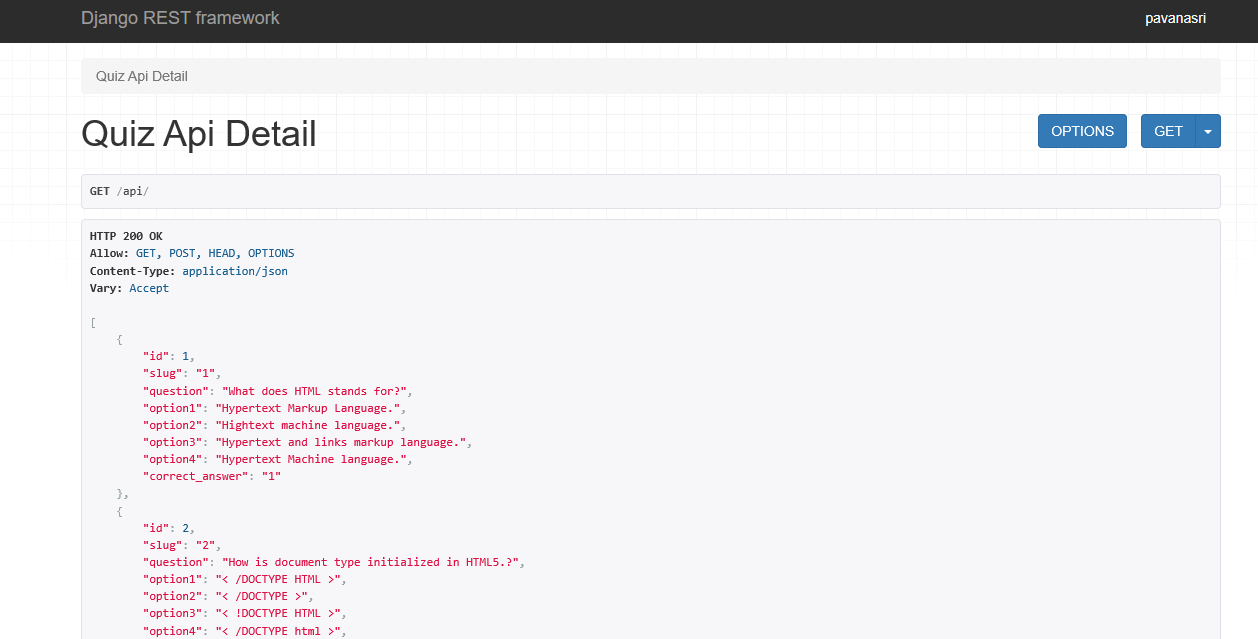 Django REST framework
pavanasri
Quiz Api Detail
Quiz Api Detail
OPTIONS
GET
GET /api/
HTTP 200 OK
Allow: GET, POST, HEAD, OPTIONS
Content-Type: application/json
Vary: Accept
[
{
"id": 1,
"slug": "1",
"question": "What does HTML stands for?",
"option1": "Hypertext Markup Language.",
"option2": "Hightext machine language.",
"option3": "Hypertext and links markup language.",
"option4": "Hypertext Machine language.",
"correct_answer": "1"
},
{
"id": 2,
"slug": "2",
"question": "How is document type initialized in HTML5.?",
"option1": "< /DOCTYPE HTML >",
"option2": "< /DOCTYPE >",
"option3": "< !DOCTYPE HTML >",
"option4": "< /DOCTYPE html >",